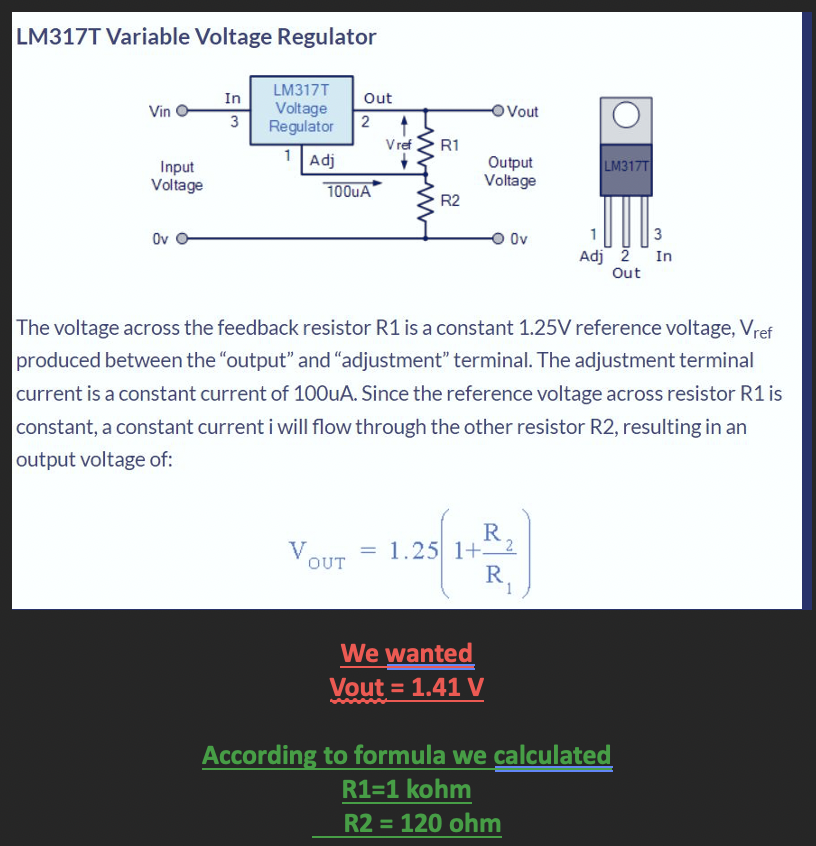 LM317T Variable Voltage Regulator
Vin
In
3
LM317T
Voltage
Regulator
Out
2
Vout
1
Adj
Vref
R1
100uA
R2
Input
Voltage
Output
Voltage
0v
0v
LM317T
1
3
Adj 2 In
Out
The voltage across the feedback resistor R1 is a constant 1.25V reference voltage, Vref
produced between the “output” and “adjustment” terminal. The adjustment terminal
current is a constant current of 100uA. Since the reference voltage across resistor R1 is
constant, a constant current i will flow through the other resistor R2, resulting in an
output voltage of:
VOUT = 1.25(1+R2/R1)
We wanted
Vout = 1.41 V
According to formula we calculated
R1=1 kohm
R2 = 120 ohm